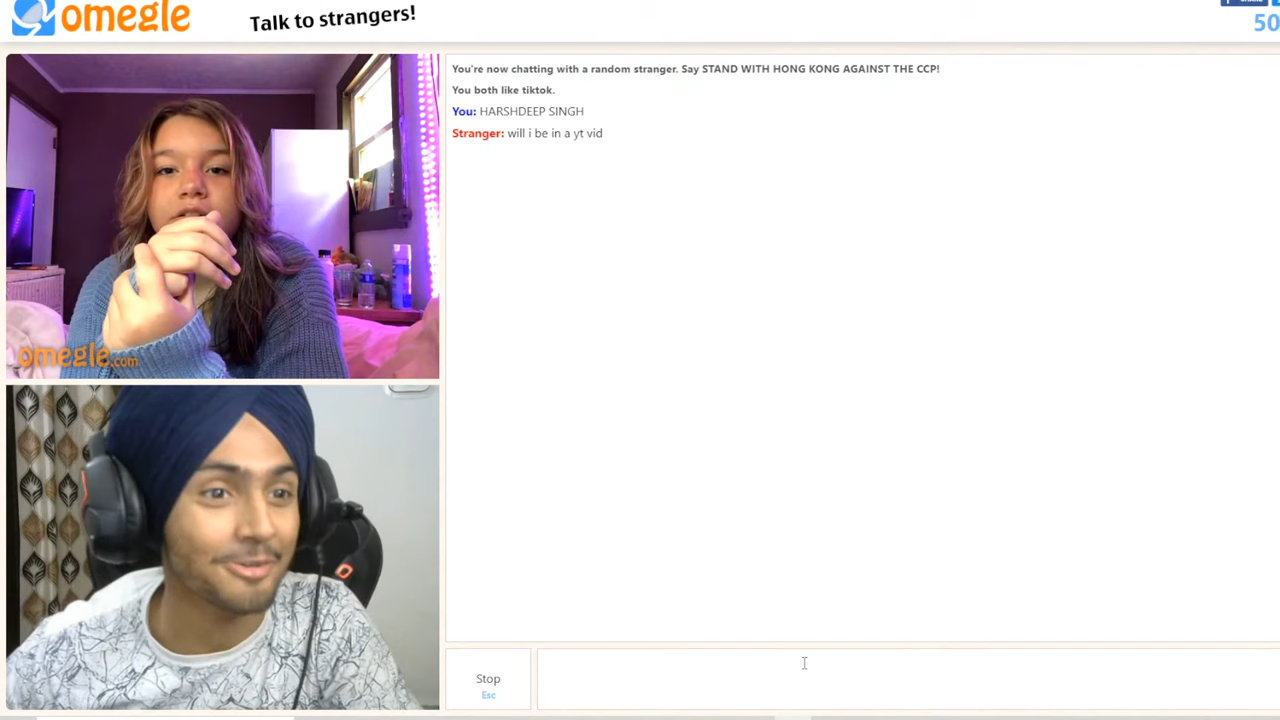 omegle
Talk to strangers!
50
You're now chatting with a random stranger. Say STAND WITH HONG KONG AGAINST THE CCP!
You both like tiktok.
You: HARSHDEEP SINGH
Stranger: will i be in a yt vid
omegle.com
Stop
Esc